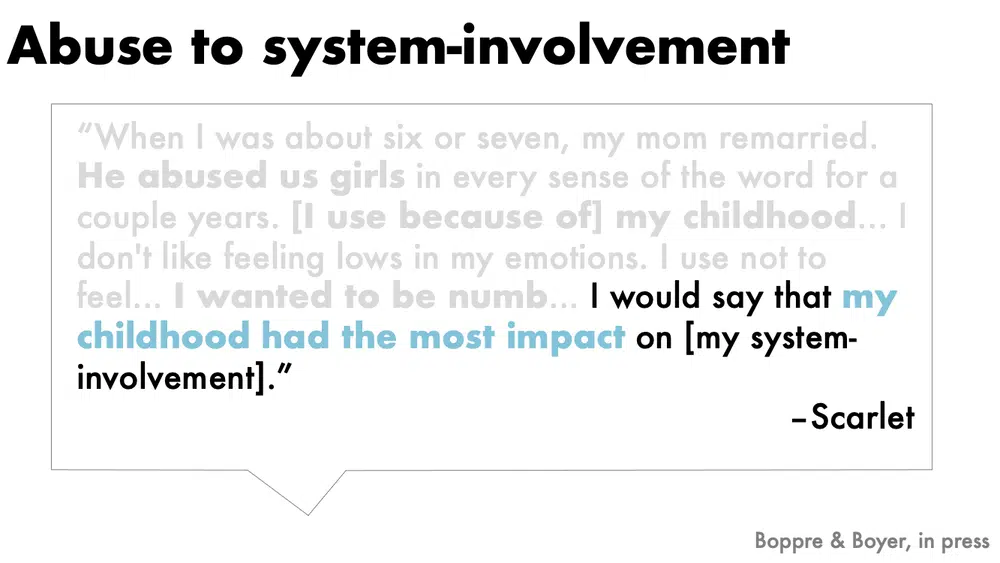 Abuse to system-involvement
“When I was about six or seven, my mom remarried.
He abused us girls in every sense of the word for a
couple years. [I use because of] my childhood... I
don't like feeling lows in my emotions. I use not to
feel... I wanted to be numb... I would say that my
childhood had the most impact on [my system-
involvement].”
–Scarlet
Boppre & Boyer, in press